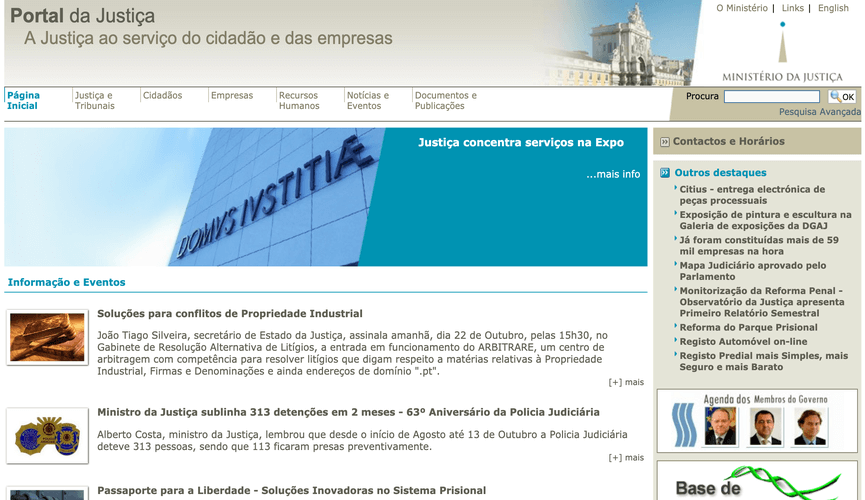 Portal da Justiça
A Justiça ao serviço do cidadão e das empresas
O Ministério | Links | English
MINISTÉRIO DA JUSTIÇA
Página
Inicial
Justiça e
Tribunais
Cidadãos
Empresas
Recursos
Humanos
Notícias e
Eventos
Documentos e
Publicações
Procura
OK
Pesquisa Avançada
DOMVS IVSTITIÆ
Justiça concentra serviços na Expo
...mais info
Informação e Eventos
Soluções para conflitos de Propriedade Industrial
João Tiago Silveira, secretário de Estado da Justiça, assinala amanhã, dia 22 de Outubro, pelas 15h30, no
Gabinete de Resolução Alternativa de Litígios, a entrada em funcionamento do ARBITRARE, um centro de
arbitragem com competência para resolver litígios que digam respeito a matérias relativas à Propriedade
Industrial, Firmas e Denominações e ainda endereços de domínio ".pt".
[+] mais
Ministro da Justiça sublinha 313 detenções em 2 meses - 63º Aniversário da Policia Judiciária
Alberto Costa, ministro da Justiça, lembrou que desde o início de Agosto até 13 de Outubro a Policia Judiciária
deteve 313 pessoas, sendo que 113 ficaram presas preventivamente.
[+] mais
Passaporte para a Liberdade - Soluções Inovadoras no Sistema Prisional
Contactos e Horários
Outros destaques
Citius - entrega electrónica de
peças processuais
Exposição de pintura e escultura na
Galeria de exposições da DGAJ
Já foram constituídas mais de 59
mil empresas na hora
Mapa Judiciário aprovado pelo
Parlamento
Monitorização da Reforma Penal -
Observatório da Justiça apresenta
Primeiro Relatório Semestral
Reforma do Parque Prisional
Registo Automóvel on-line
Registo Predial mais Simples, mais
Seguro e mais Barato
Agenda dos Membros do Governo
Base de